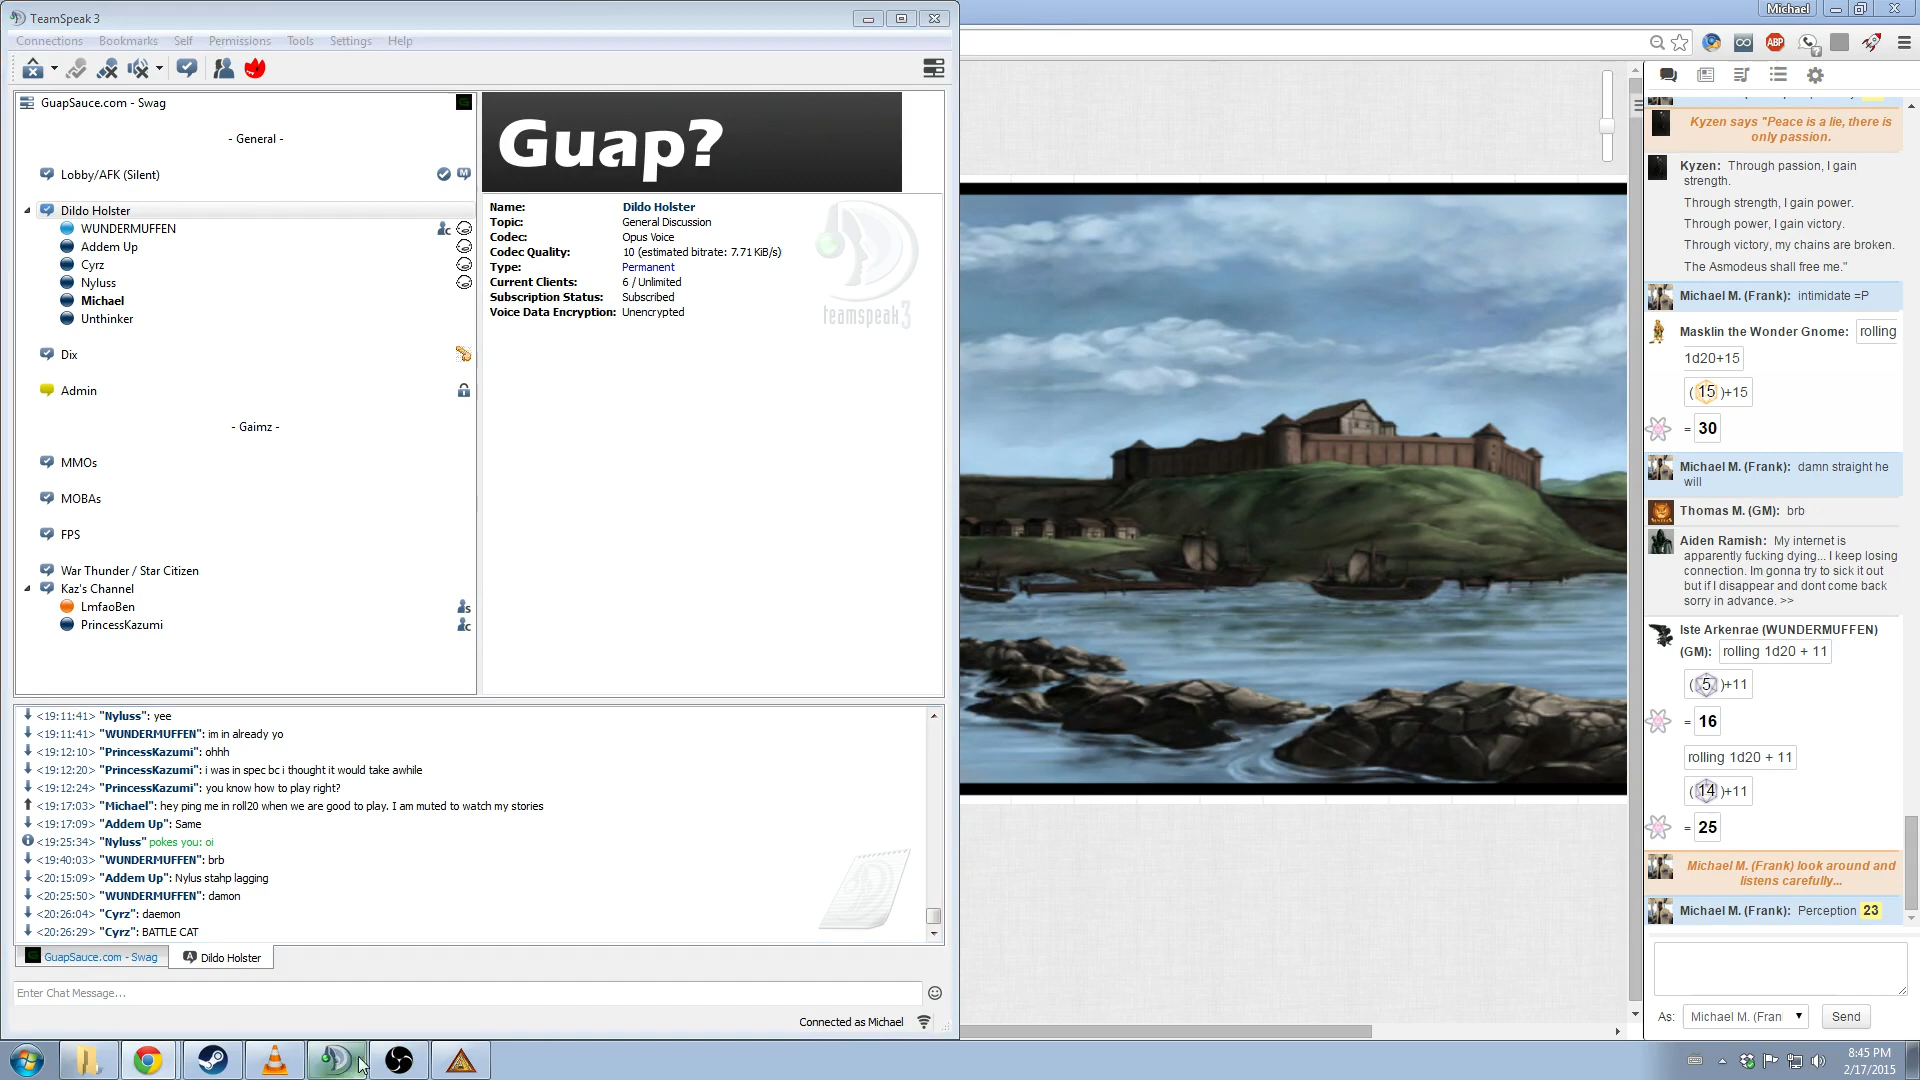 TeamSpeak 3
Connections Bookmarks Self Permissions Tools Settings Help
GuapSauce.com - Swag
- General -
Lobby/AFK (Silent)
Dildo Holster
WUNDERMUFFEN
Addem Up
Cyrz
Nyluss
Michael
Unthinker
Dix
Admin
- Gaimz -
MMOs
MOBAs
FPS
War Thunder / Star Citizen
Kaz's Channel
LmfaoBen
PrincessKazumi
Guap?
Name: Dildo Holster
Topic: General Discussion
Codec: Opus Voice
Codec Quality: 10 (estimated bitrate: 7.71 KiB/s)
Type: Permanent
Current Clients: 6 / Unlimited
Subscription Status: Subscribed
Voice Data Encryption: Unencrypted
teamspeak 3
<19:11:41> "Nyluss": yee
<19:11:41> "WUNDERMUFFEN": im in already yo
<19:12:10> "PrincessKazumi": ohhh
<19:12:20> "PrincessKazumi": i was in spec bc i thought it would take awhile
<19:12:24> "PrincessKazumi": you know how to play right?
<19:17:03> "Michael": hey ping me in roll20 when we are good to play. I am muted to watch my stories
<19:17:09> "Addem Up": Same
<19:25:34> "Nyluss" pokes you: oi
<19:40:03> "WUNDERMUFFEN": brb
<20:15:09> "Addem Up": Nylus stahp lagging
<20:25:50> "WUNDERMUFFEN": damon
<20:26:04> "Cyrz": daemon
<20:26:29> "Cyrz": BATTLE CAT
GuapSauce.com - Swag
Dildo Holster
Enter Chat Message...
Connected as Michael
Michael
ABP
Kyzen says "Peace is a lie, there is
only passion.
Kyzen: Through passion, I gain
strength.
Through strength, I gain power.
Through power, I gain victory.
Through victory, my chains are broken.
The Asmodeus shall free me."
Michael M. (Frank): intimidate =P
Masklin the Wonder Gnome: rolling
1d20+15
(15)+15
= 30
Michael M. (Frank): damn straight he
will
Thomas M. (GM): brb
Aiden Ramish: My internet is
apparently fucking dying... I keep losing
connection. Im gonna try to sick it out
but if I disappear and dont come back
sorry in advance. >>
Iste Arkenrae (WUNDERMUFFEN)
(GM): rolling 1d20 + 11
(5)+11
= 16
rolling 1d20 + 11
(14)+11
= 25
Michael M. (Frank) look around and
listens carefully...
Michael M. (Frank): Perception 23
As: Michael M. (Fran
Send
8:45 PM
2/17/2015